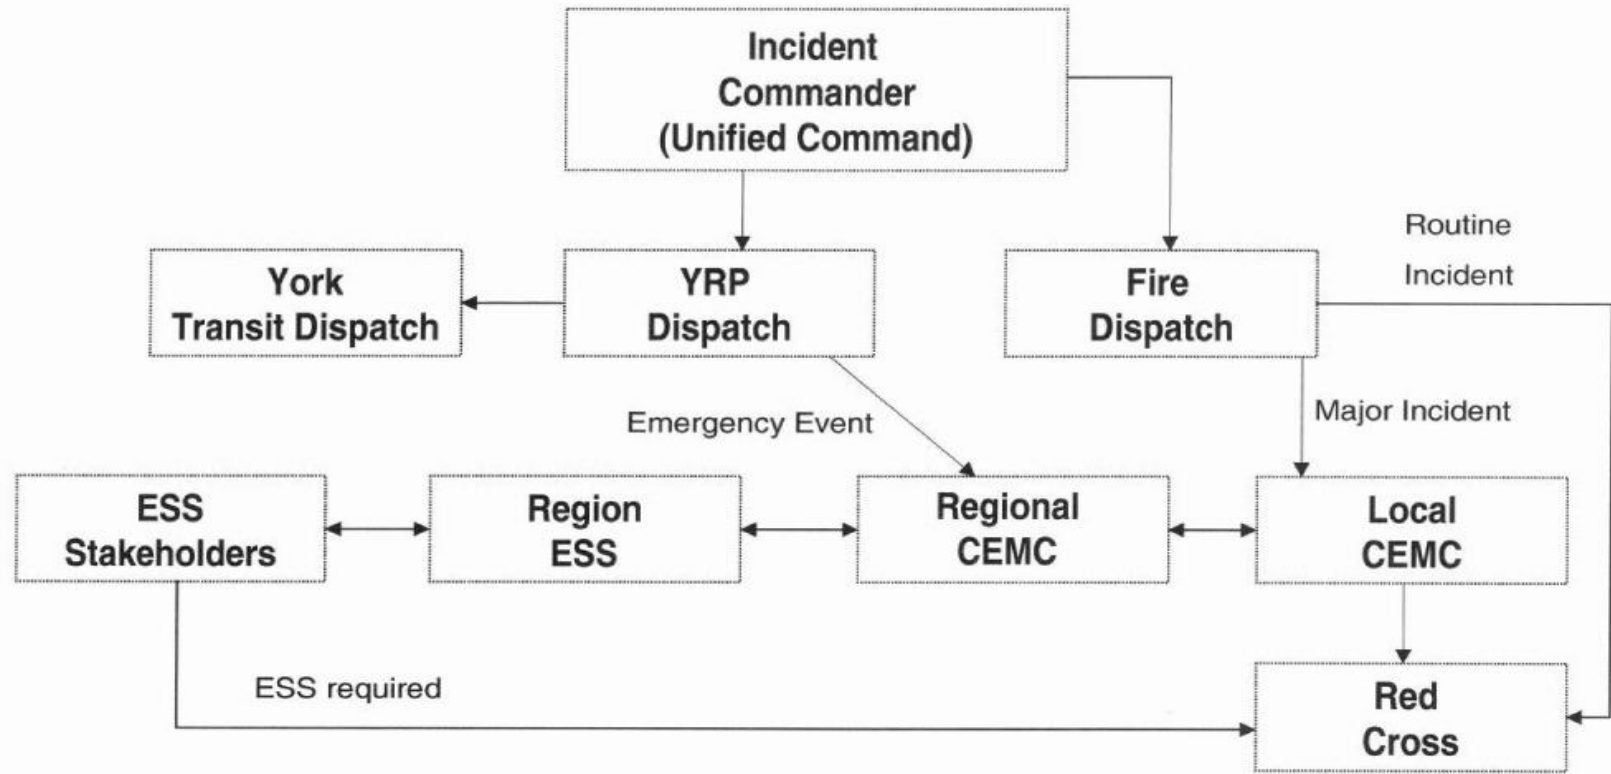 Incident
Commander
(Unified Command)
Routine
Incident
York
Transit Dispatch
YRP
Dispatch
Fire
Dispatch
Emergency Event
Major Incident
ESS
Stakeholders
Region
ESS
Regional
CEMC
Local
CEMC
ESS required
Red
Cross